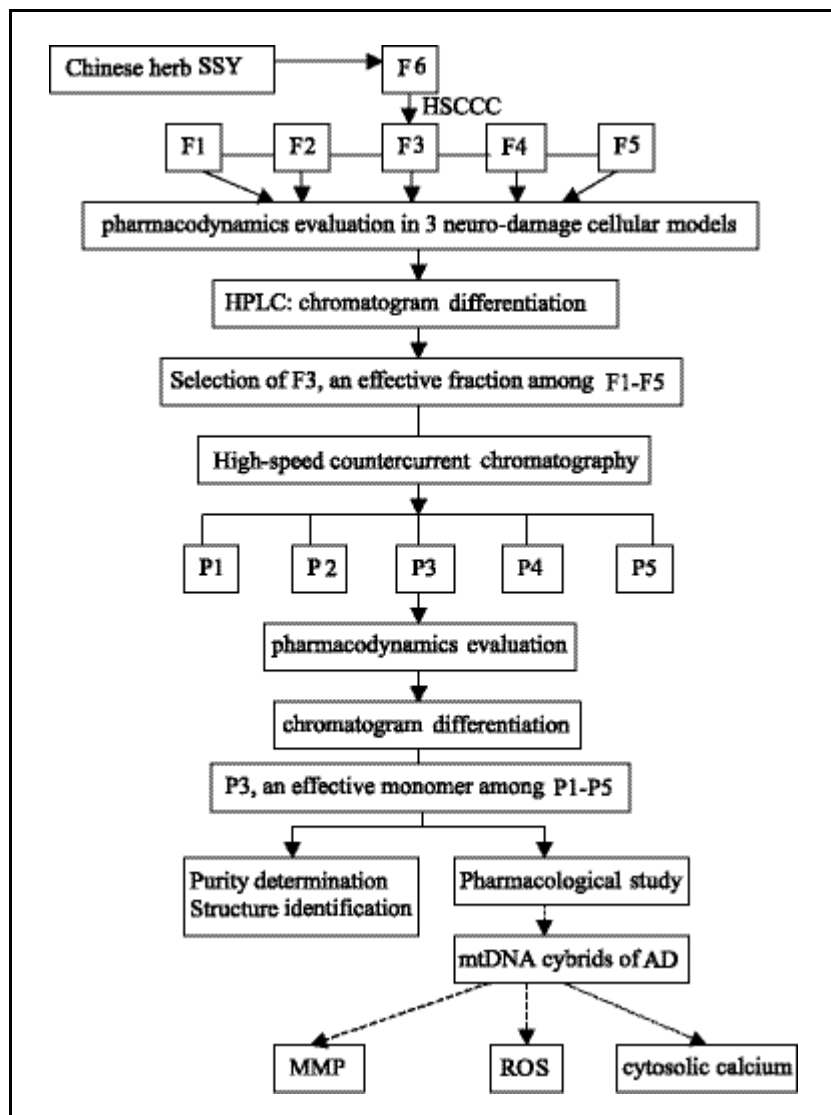 Chinese herb SSY
F6
HSCCC
F1 F2 F3 F4 F5
pharmacodynamics evaluation in 3 neuro-damage cellular models
HPLC: chromatogram differentiation
Selection of F3, an effective fraction among F1-F5
High-speed countercurrent chromatography
P1 P2 P3 P4 P5
pharmacodynamics evaluation
chromatogram differentiation
P3, an effective monomer among P1-P5
Purity determination
Structure identification
Pharmacological study
mtDNA cybrids of AD
MMP ROS cytosolic calcium